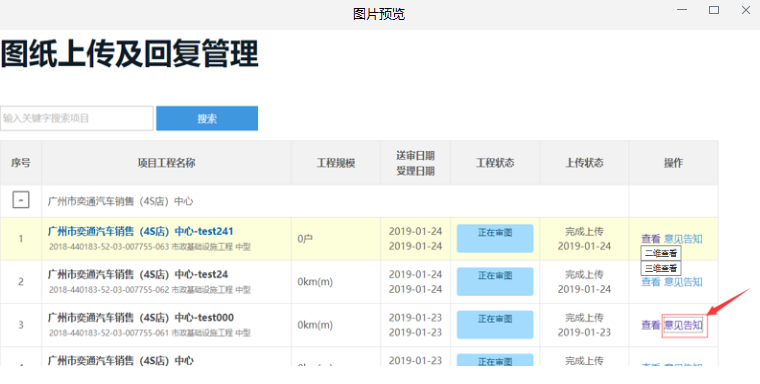 图片预览
图纸上传及回复管理
输入关键字搜索项目 搜索
序号 项目工程名称 工程规模 送审日期 受理日期 工程状态 上传状态 操作
- 广州市奕通汽车销售（4S店）中心
1 广州市奕通汽车销售（4S店）中心-test241 0户 2019-01-24 正在审图 完成上传 查看 意见告知
2018-440183-52-03-007755-063 市政基础设施工程 中型 2019-01-24 2019-01-24
二维查看
三维查看
2 广州市奕通汽车销售（4S店）中心-test24 0km(m) 2019-01-24 正在审图 完成上传 查看 意见告知
2018-440183-52-03-007755-062 市政基础设施工程 中型 2019-01-24 2019-01-24
3 广州市奕通汽车销售（4S店）中心-test000 0km(m) 2019-01-23 正在审图 完成上传 查看 意见告知
2018-440183-52-03-007755-061 市政基础设施工程 中型 2019-01-23 2019-01-23
广州市奕通汽车销售（4S店）中心 2019-01-23 正在审图 完成上传